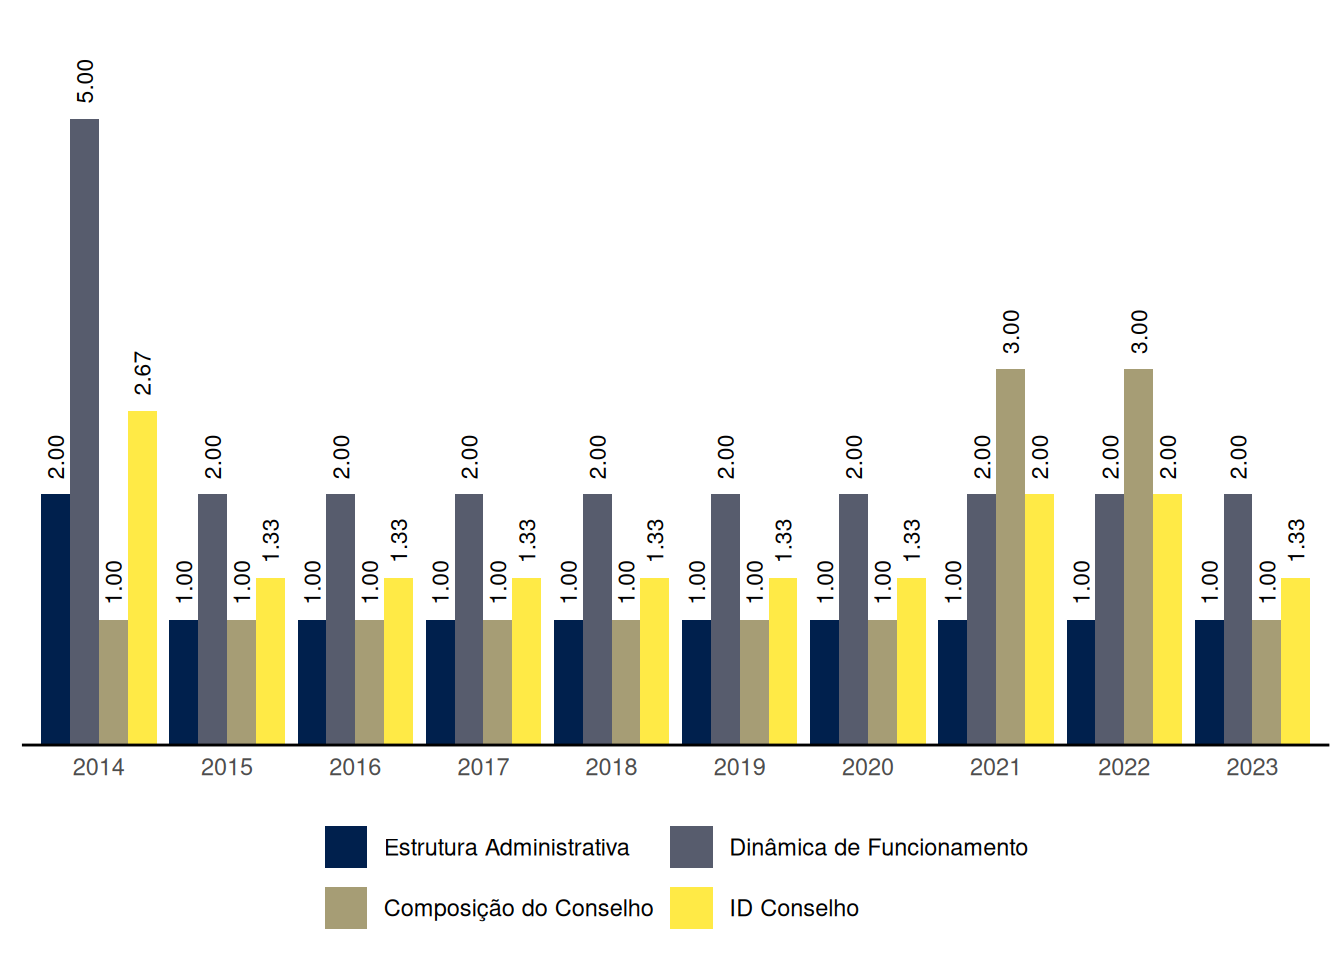 5.00
3.00 3.00
2.67
2.00 2.00 2.00 2.00 2.00 2.00 2.00 2.00 2.00 2.00 2.00 2.00
1.33 1.33 1.33 1.33 1.33 1.33 1.33
1.00 1.00 1.00 1.00 1.00 1.00 1.00 1.00 1.00 1.00 1.00 1.00 1.00 1.00 1.00 1.00 1.00
2014 2015 2016 2017 2018 2019 2020 2021 2022 2023
Estrutura Administrativa Dinâmica de Funcionamento
Composição do Conselho ID Conselho